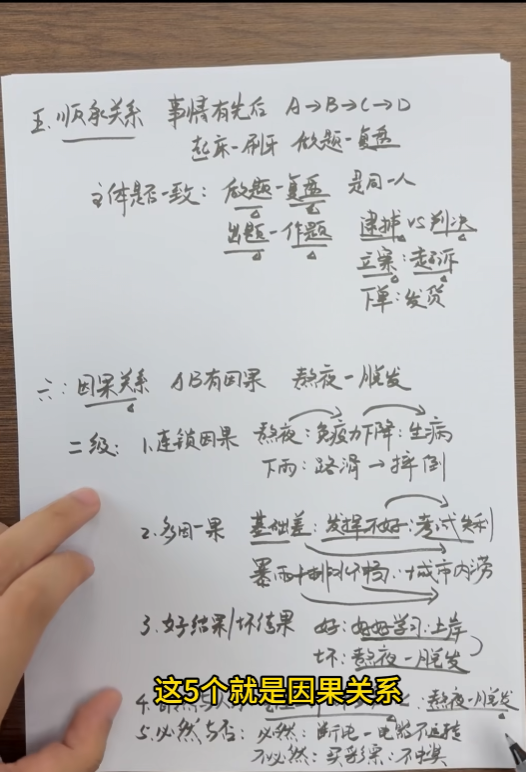 五、顺承关系 事情有先后 A→B→C→D
起床-刷牙 做题-复盘
主体是否一致: 做题-复盘 是同一人
出题-作题 逮捕 vs 判决
立案:起诉
下单:发货
六:因果关系 AB有因果 熬夜-脱发
二级: 1.连锁因果 熬夜:免疫力下降:生病
下雨:路滑→摔倒
2.多因一果 基础差:发挥不好:考试失利
暴雨+排水不畅:城市内涝
3.好结果/坏结果 好:好好学习:上岸
坏:熬夜-脱发
这5个就是因果关系
4. :熬夜-脱发
5.必然与否: 必然:断电-电器不运转
不必然:买彩票:不中奖